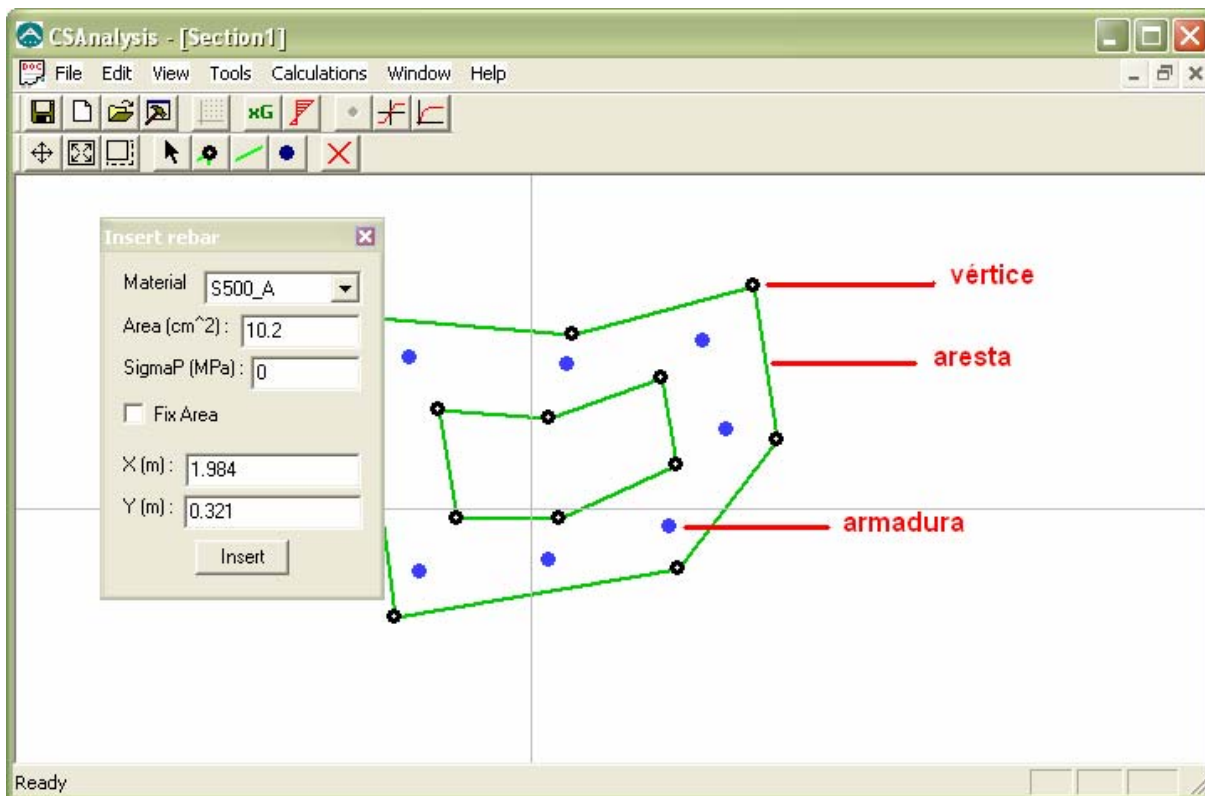 CSAnalysis - [Section1]
DOC File Edit View Tools Calculations Window Help
xG
Insert rebar
Material S500_A
Area (cm^2) : 10.2
SigmaP (MPa) : 0
Fix Area
X (m) : 1.984
Y (m) : 0.321
Insert
vértice
aresta
armadura
Ready